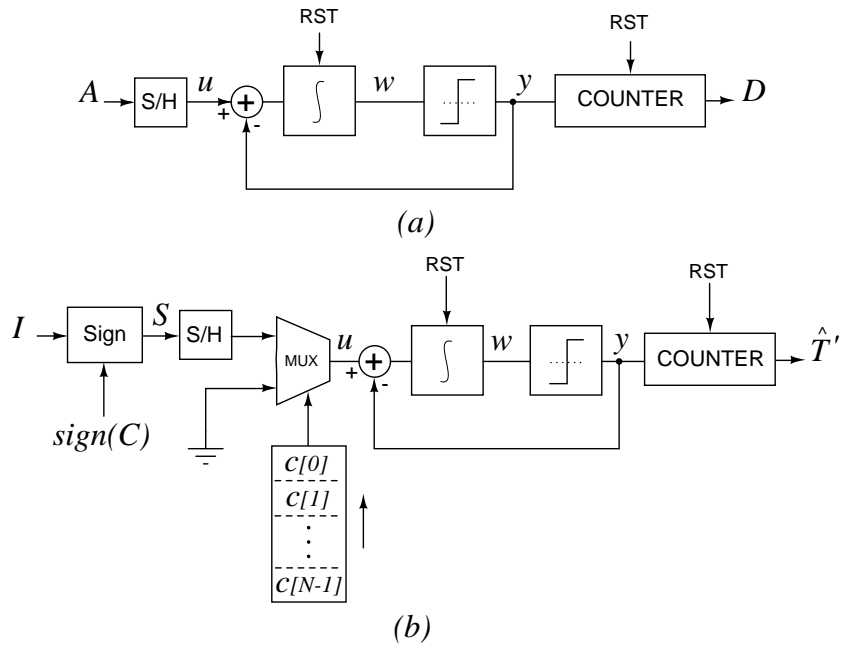 RST
RST
A
S/H
u
+
+
-
∫
w
y
COUNTER
D
(a)
RST
RST
I
Sign
S
S/H
MUX
u
+
+
-
∫
w
y
COUNTER
T̂'
sign(C)
c[0]
c[1]
c[N-1]
(b)